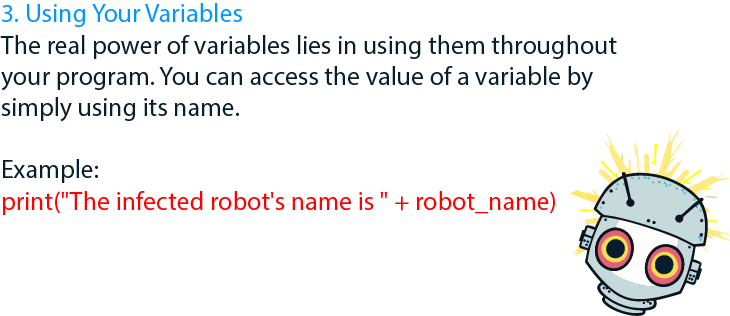 3. Using Your Variables
The real power of variables lies in using them throughout
your program. You can access the value of a variable by
simply using its name.
Example:
print("The infected robot's name is " + robot_name)